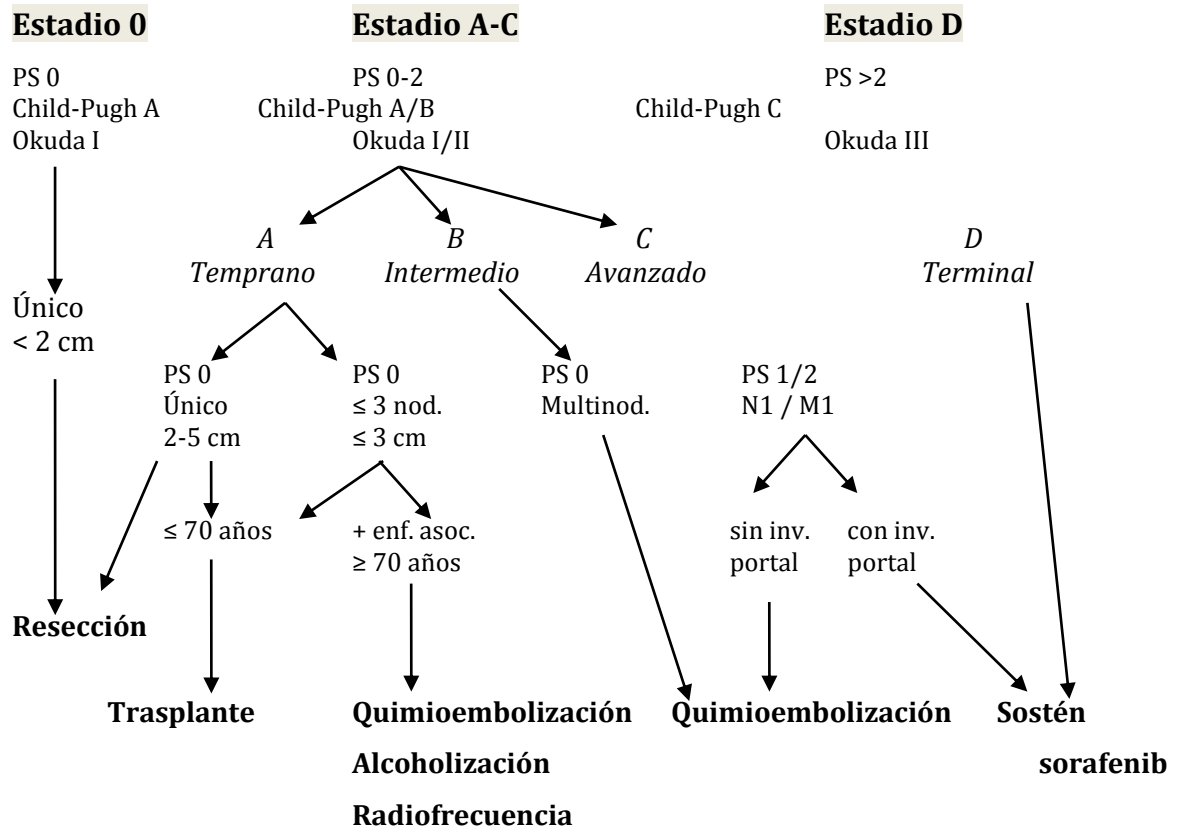 Estadio 0 Estadio A-C Estadio D
PS 0 PS 0-2 PS >2
Child-Pugh A Child-Pugh A/B Child-Pugh C
Okuda I Okuda I/II Okuda III
A B C D
Temprano Intermedio Avanzado Terminal
Único
< 2 cm
PS 0 PS 0 PS 0 PS 1/2
Único ≤ 3 nod. Multinod. N1 / M1
2-5 cm ≤ 3 cm
≤ 70 años + enf. asoc. sin inv. con inv.
≥ 70 años portal portal
Resección
Trasplante Quimioembolización Quimioembolización Sostén
Alcoholización sorafenib
Radiofrecuencia